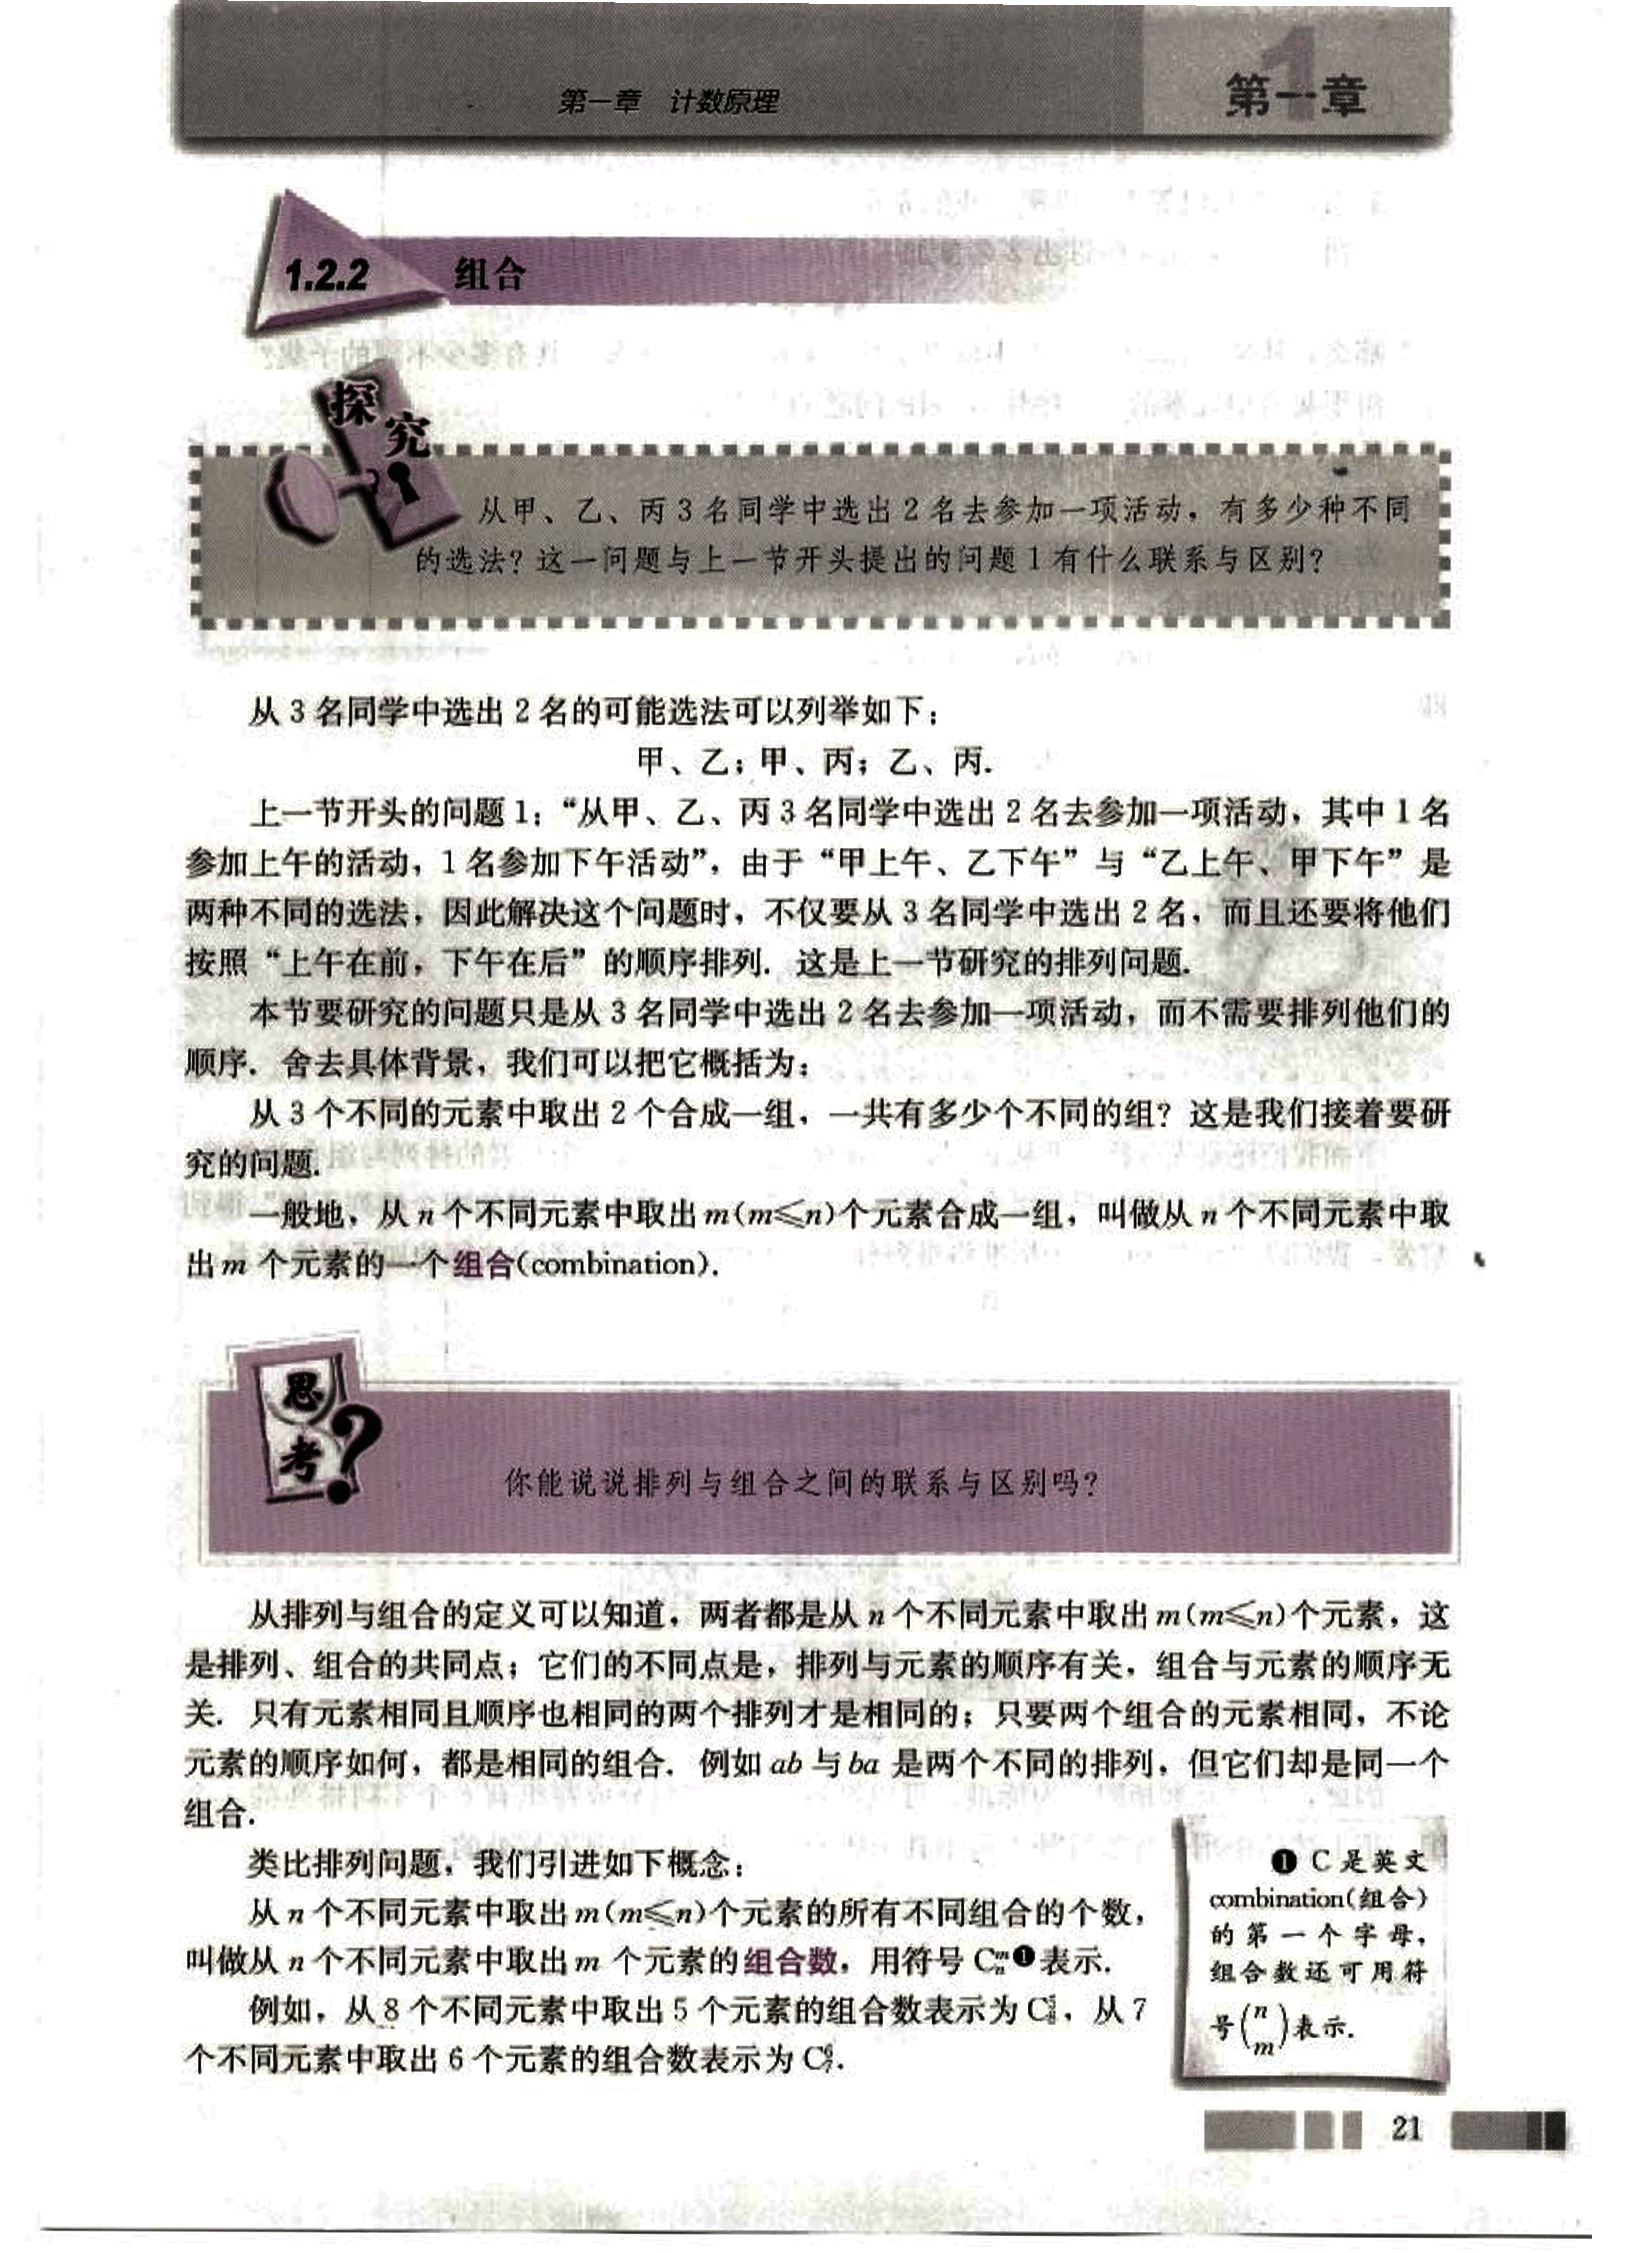 第一章 计数原理
第一章
1.2.2 组合
探究
从甲、乙、丙 3 名同学中选出 2 名去参加一项活动，有多少种不同
的选法？这一问题与上一节开头提出的问题 1 有什么联系与区别？
从 3 名同学中选出 2 名的可能选法可以列举如下：
甲、乙；甲、丙；乙、丙.
上一节开头的问题 1：“从甲、乙、丙 3 名同学中选出 2 名去参加一项活动，其中 1 名
参加上午的活动，1 名参加下午活动”，由于“甲上午、乙下午”与“乙上午、甲下午”是
两种不同的选法，因此解决这个问题时，不仅要从 3 名同学中选出 2 名，而且还要将他们
按照“上午在前，下午在后”的顺序排列. 这是上一节研究的排列问题.
本节要研究的问题只是从 3 名同学中选出 2 名去参加一项活动，而不需要排列他们的
顺序. 舍去具体背景，我们可以把它概括为：
从 3 个不同的元素中取出 2 个合成一组，一共有多少个不同的组？这是我们接着要研
究的问题.
一般地，从 n 个不同元素中取出 m(m≤n)个元素合成一组，叫做从 n 个不同元素中取
出 m 个元素的一个组合(combination).
思考？
你能说说排列与组合之间的联系与区别吗？
从排列与组合的定义可以知道，两者都是从 n 个不同元素中取出 m(m≤n)个元素，这
是排列、组合的共同点；它们的不同点是，排列与元素的顺序有关，组合与元素的顺序无
关. 只有元素相同且顺序也相同的两个排列才是相同的；只要两个组合的元素相同，不论
元素的顺序如何，都是相同的组合. 例如 ab 与 ba 是两个不同的排列，但它们却是同一个
组合.
类比排列问题，我们引进如下概念：
从 n 个不同元素中取出 m(m≤n)个元素的所有不同组合的个数，
叫做从 n 个不同元素中取出 m 个元素的组合数，用符号 C_n^m❶表示.
例如，从 8 个不同元素中取出 5 个元素的组合数表示为 C_8^5，从 7
个不同元素中取出 6 个元素的组合数表示为 C_7^6.
❶ C 是英文
combination(组合)
的第一个字母，
组合数还可用符
号(n m)表示.
21